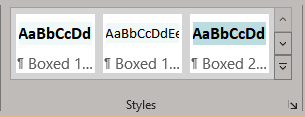 AaBbCcDd AaBbCcDdEe AaBbCcDd
¶ Boxed 1... ¶ Boxed 1... ¶ Boxed 2...
Styles